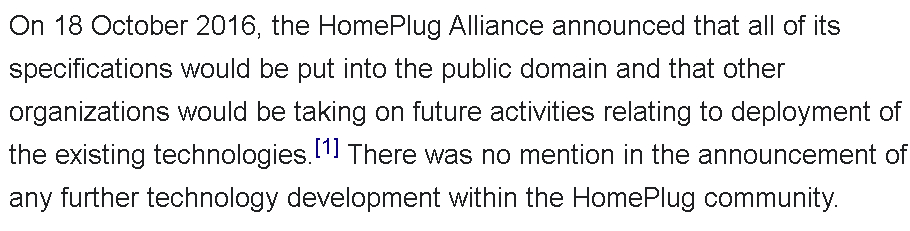 On 18 October 2016, the HomePlug Alliance announced that all of its
specifications would be put into the public domain and that other
organizations would be taking on future activities relating to deployment of
the existing technologies.[1] There was no mention in the announcement of
any further technology development within the HomePlug community.